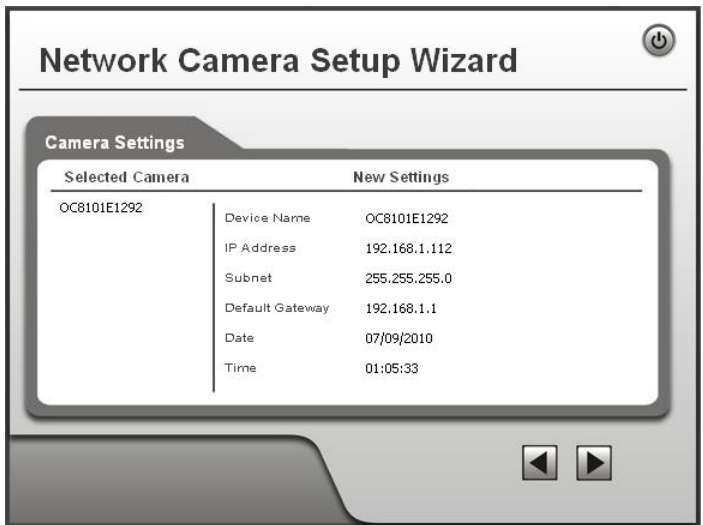 Network Camera Setup Wizard
Camera Settings
Selected Camera New Settings
OC8101E1292
Device Name OC8101E1292
IP Address 192.168.1.112
Subnet 255.255.255.0
Default Gateway 192.168.1.1
Date 07/09/2010
Time 01:05:33